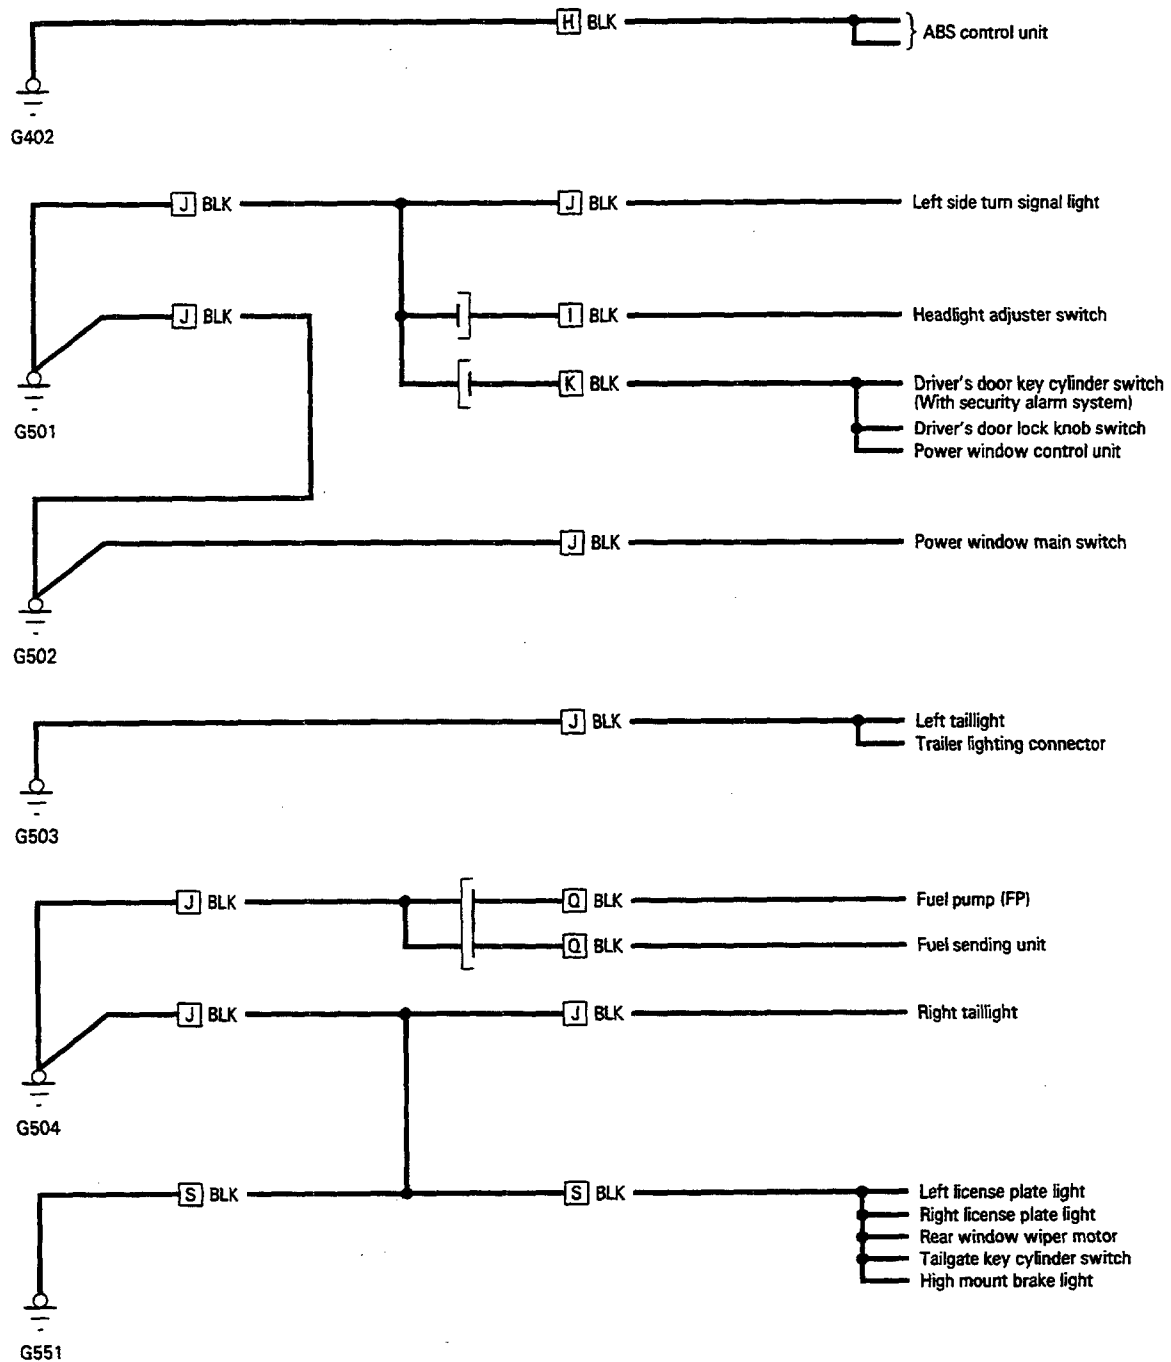 H BLK
ABS control unit
G402
J BLK J BLK Left side turn signal light
J BLK I BLK Headlight adjuster switch
K BLK Driver's door key cylinder switch
(With security alarm system)
Driver's door lock knob switch
G501
Power window control unit
J BLK Power window main switch
G502
J BLK Left taillight
Trailer lighting connector
G503
J BLK Q BLK Fuel pump (FP)
Q BLK Fuel sending unit
J BLK J BLK Right taillight
G504
S BLK S BLK Left license plate light
Right license plate light
Rear window wiper motor
Tailgate key cylinder switch
High mount brake light
G551